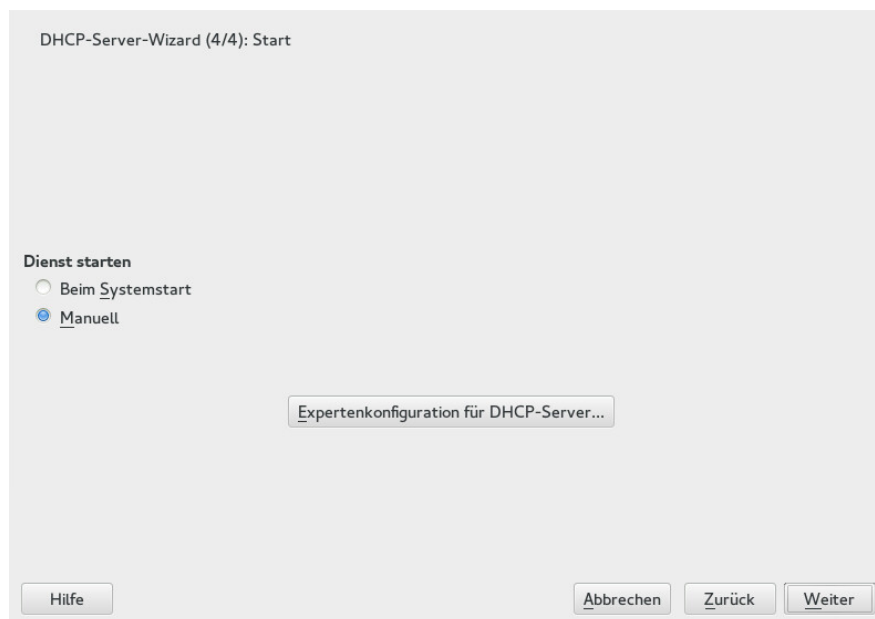 DHCP-Server-Wizard (4/4): Start
Dienst starten
Beim Systemstart
Manuell
Expertenkonfiguration für DHCP-Server...
Hilfe
Abbrechen
Zurück
Weiter